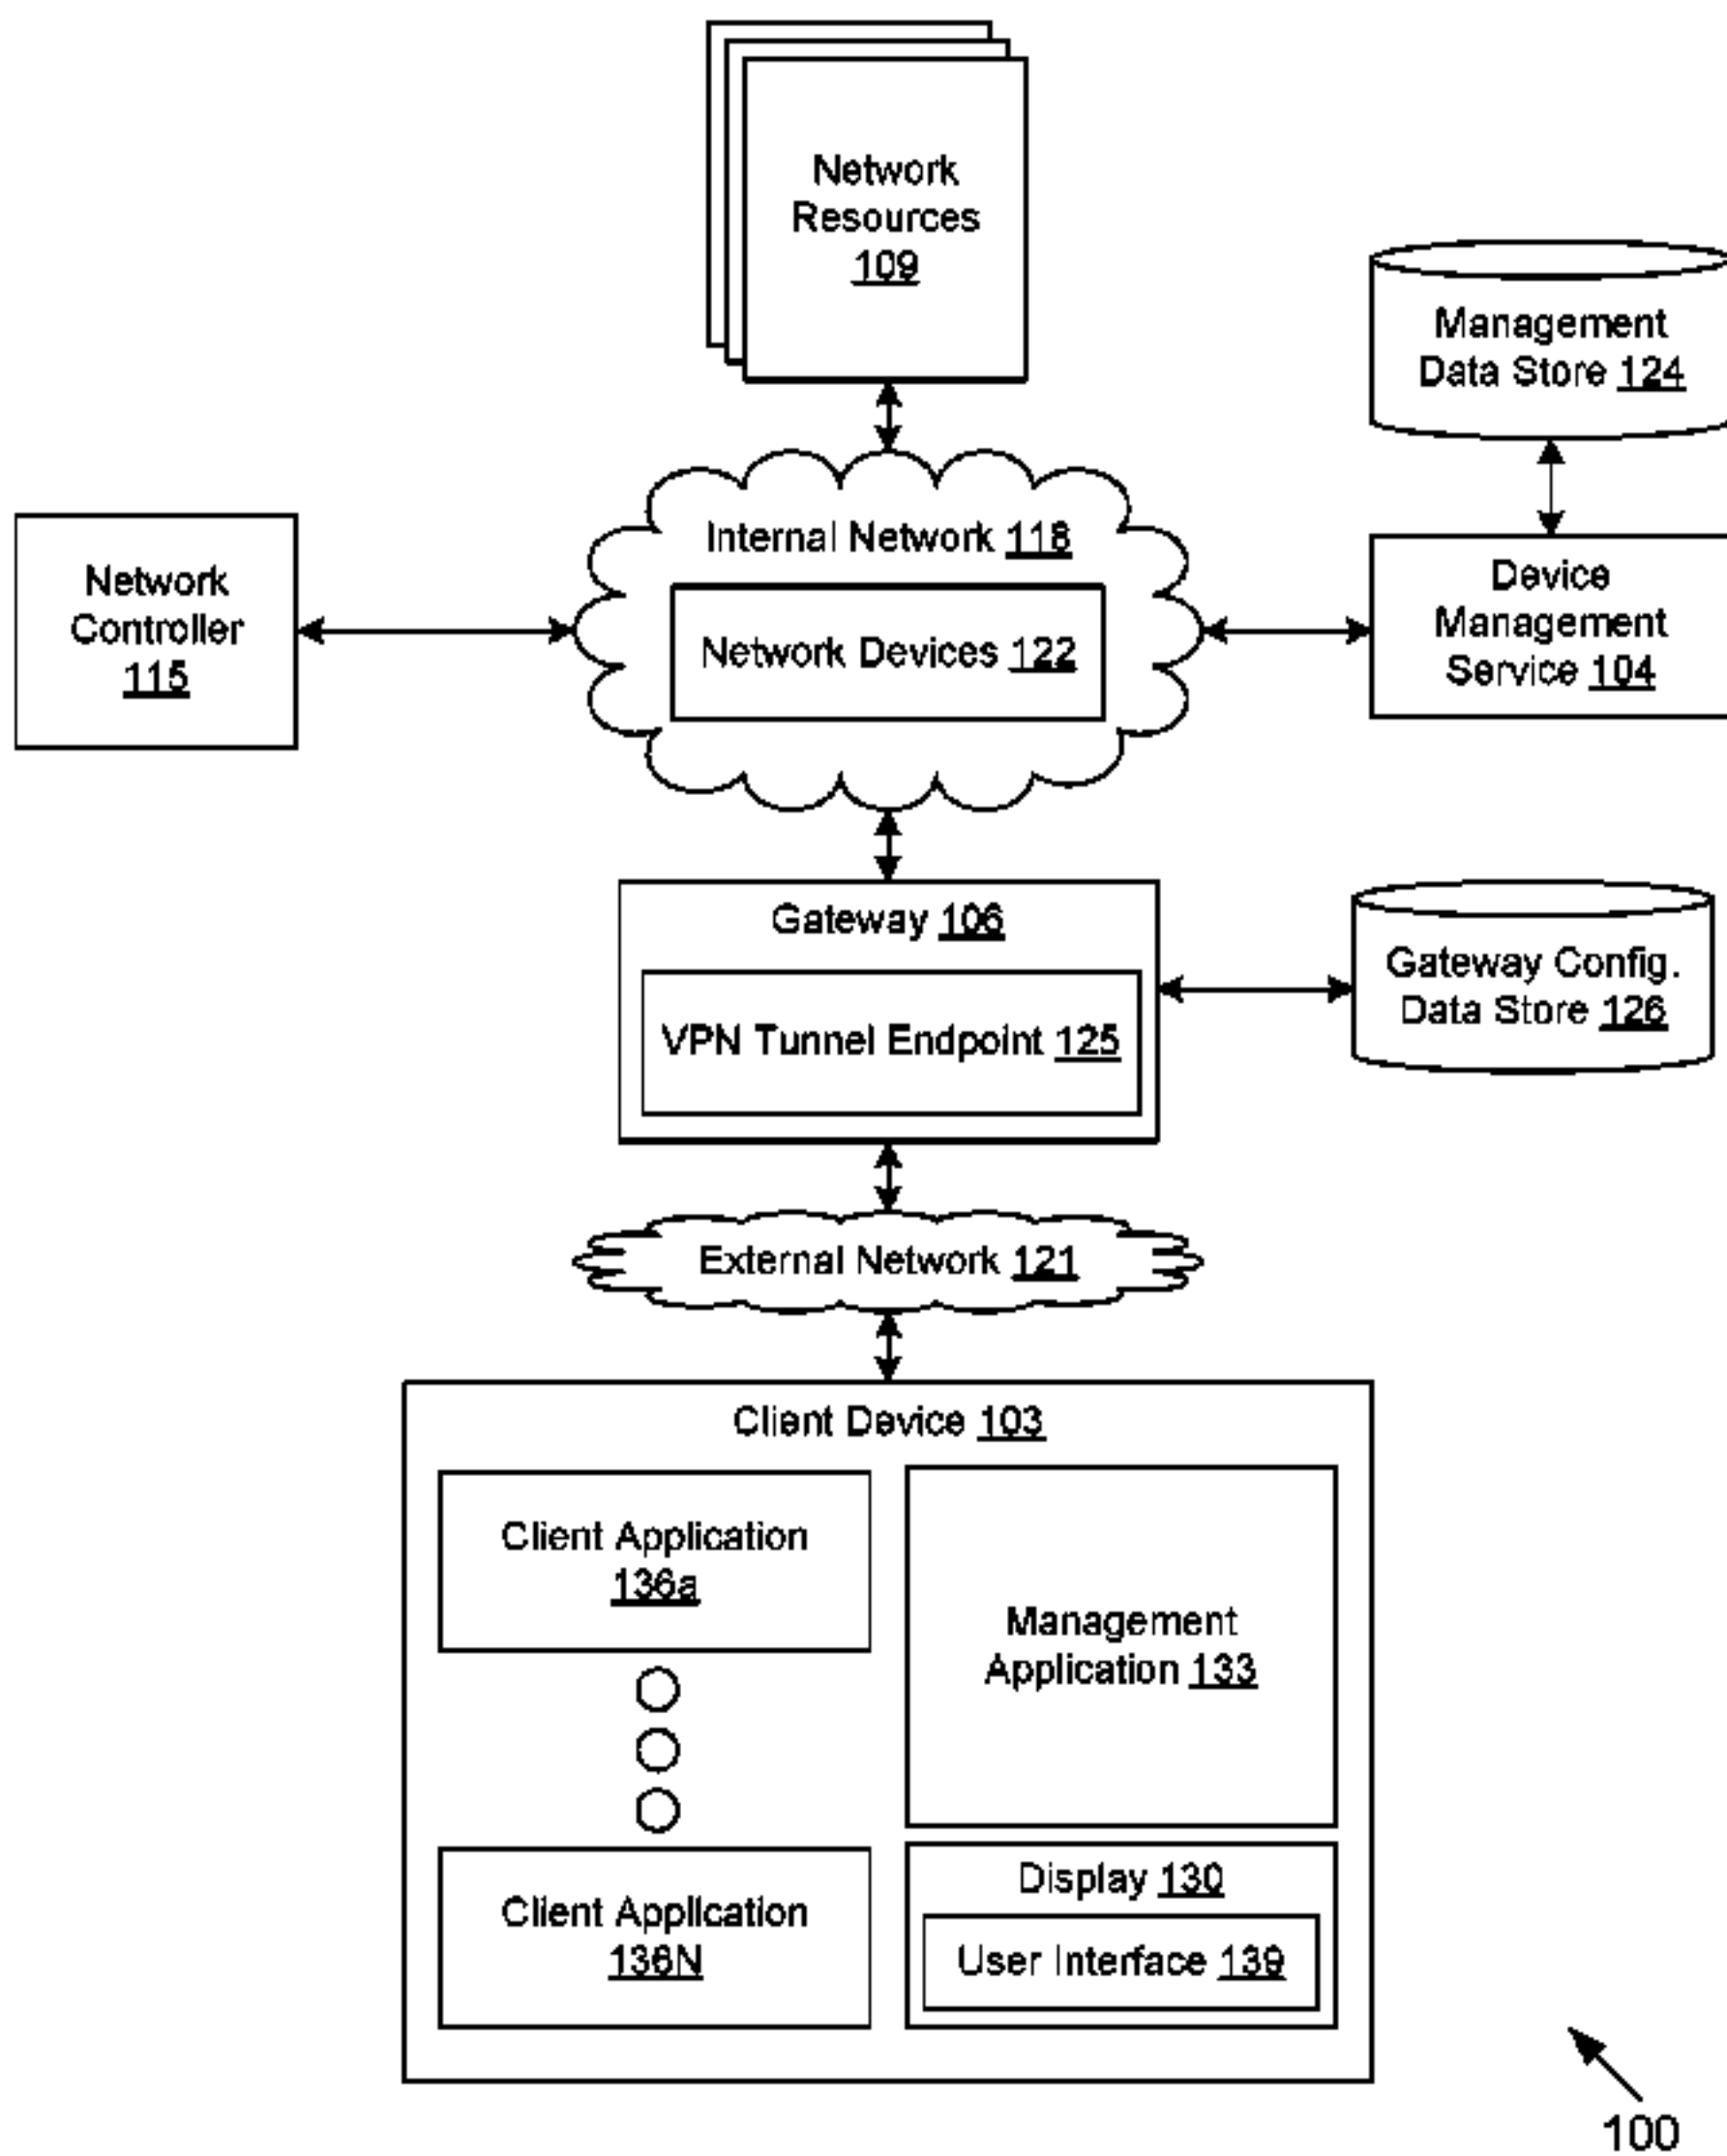 Network
Resources
109
Management
Data Store 124
Internal Network 118
Network
Controller
115
Network Devices 122
Device
Management
Service 104
Gateway 106
VPN Tunnel Endpoint 125
Gateway Config.
Data Store 126
External Network 121
Client Device 103
Client Application
136a
Management
Application 133
Client Application
136N
Display 130
User Interface 139
100